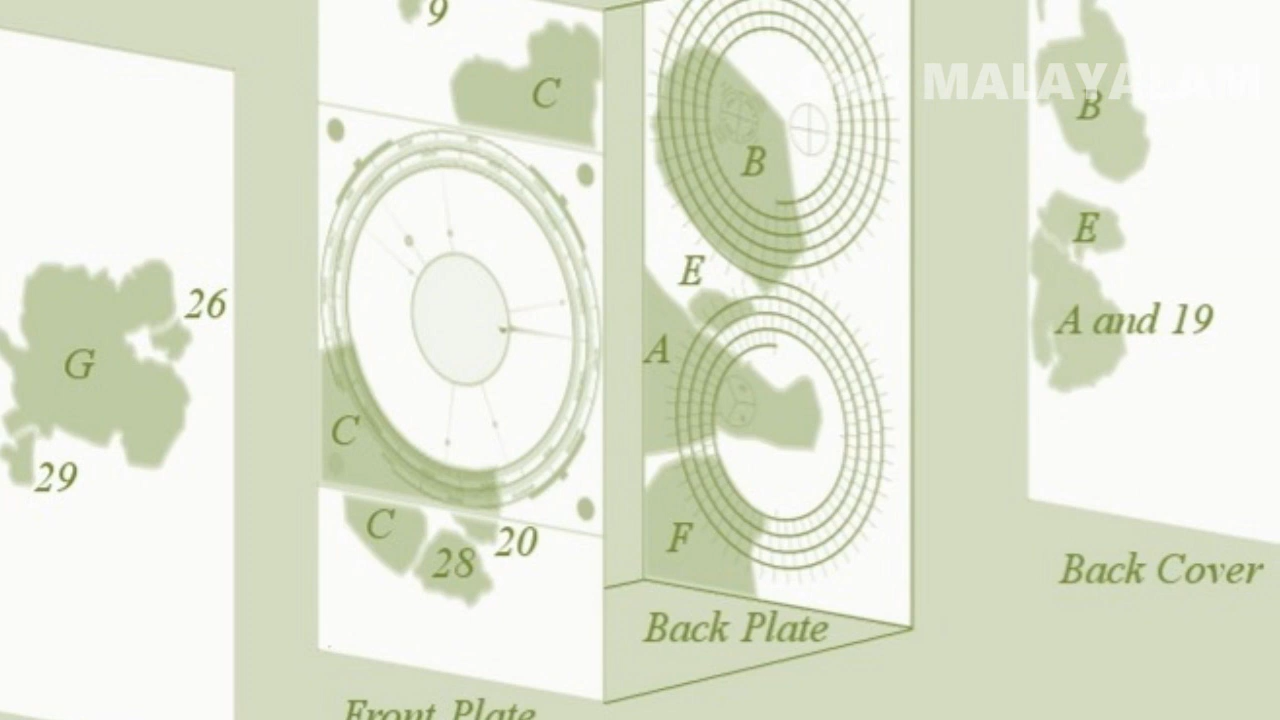 9
C
MALAYALAM
B
B
E
E
26
G
A and 19
A
C
29
C
20
28
F
Back Cover
Back Plate
Front Plate